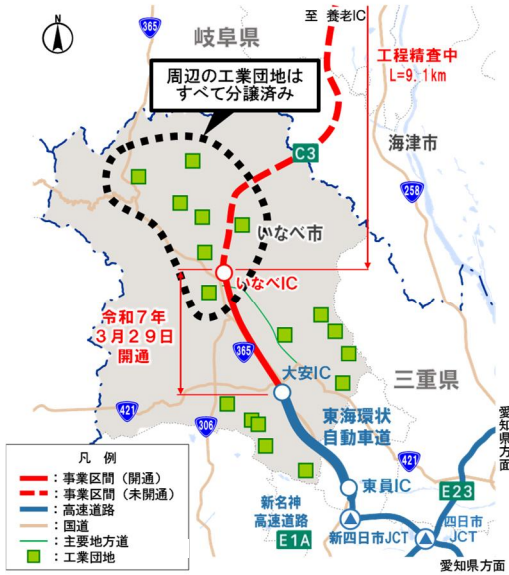 N
365
岐阜県
至 養老IC
工程精査中
L=9.1km
周辺の工業団地は
すべて分譲済み
C3
海津市
258
いなべ市
いなべIC
令和7年
3月29日
開通
365
大安IC
三重県
421
306
東海環状
自動車道
421
愛知県方面
凡 例
:事業区間(開通)
:事業区間(未開通)
:高速道路
:国道
:主要地方道
:工業団地
東員IC
E23
新名神
高速道路
E1A
新四日市JCT
四日市
JCT
愛知県方面